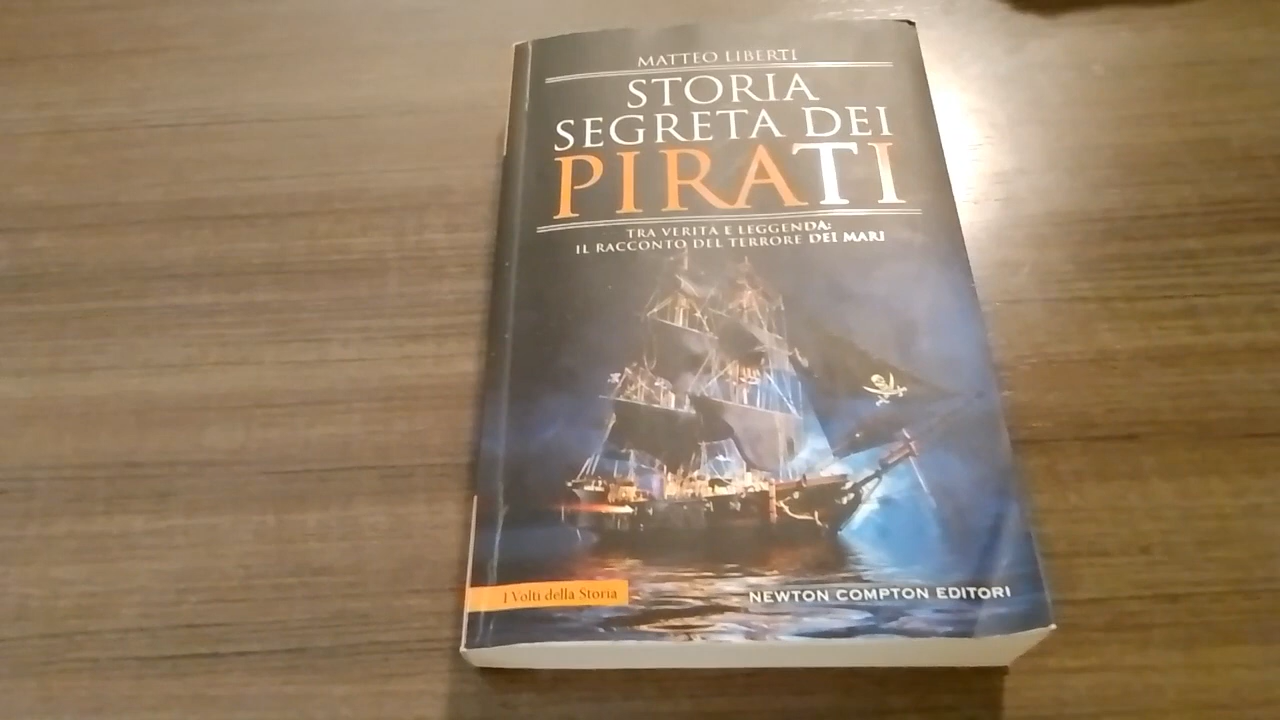 MATTEO LIBERTI
STORIA
SEGRETA DEI
PIRATI
TRA VERITÀ E LEGGENDA:
IL RACCONTO DEL TERRORE DEI MARI
I Volti della Storia
NEWTON COMPTON EDITORI